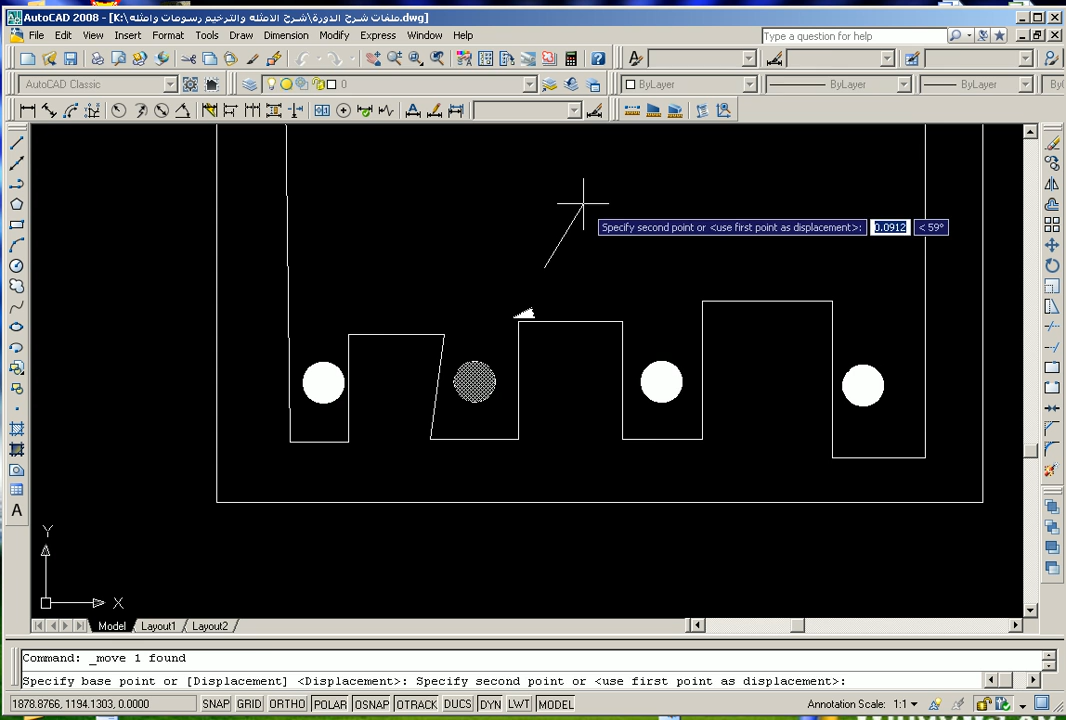 AutoCAD 2008 - [K:\ملفات شرح الدورة\شرح الامثله والترخيم رسومات وامثله.dwg]
File Edit View Insert Format Tools Draw Dimension Modify Express Window Help
Type a question for help
AutoCAD Classic
0
ByLayer
ByLayer
ByLayer
By
Specify second point or <use first point as displacement>: 0.0912 < 59°
A
Y
X
Model Layout1 Layout2
Command: _move 1 found
Specify base point or [Displacement] <Displacement>: Specify second point or <use first point as displacement>:
1878.8766, 1194.1303, 0.0000 SNAP GRID ORTHO POLAR OSNAP OTRACK DUCS DYN LWT MODEL Annotation Scale: 1:1